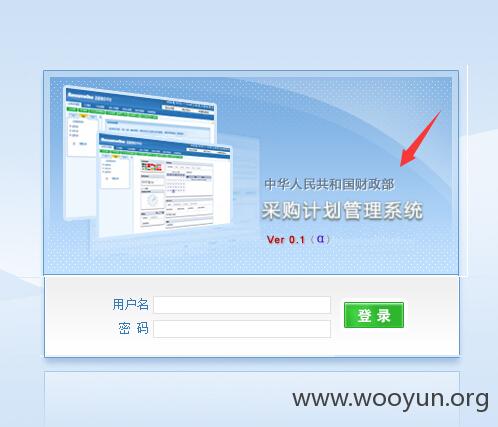 中华人民共和国财政部
采购计划管理系统
Ver 0.1（α）
用户名
密 码
登 录
www.wooyun.org